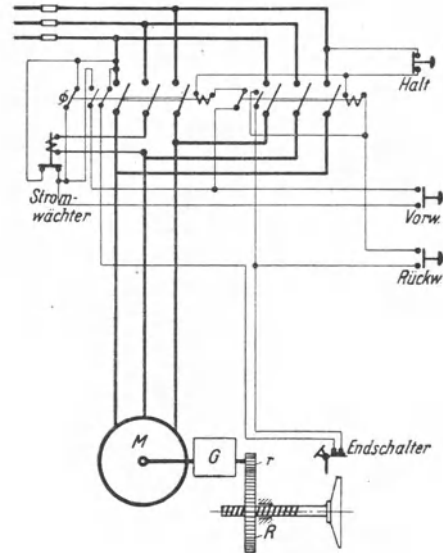 Halt
Strom-
wächter
Vorw.
Rückw.
M
G
r
Endschalter
R